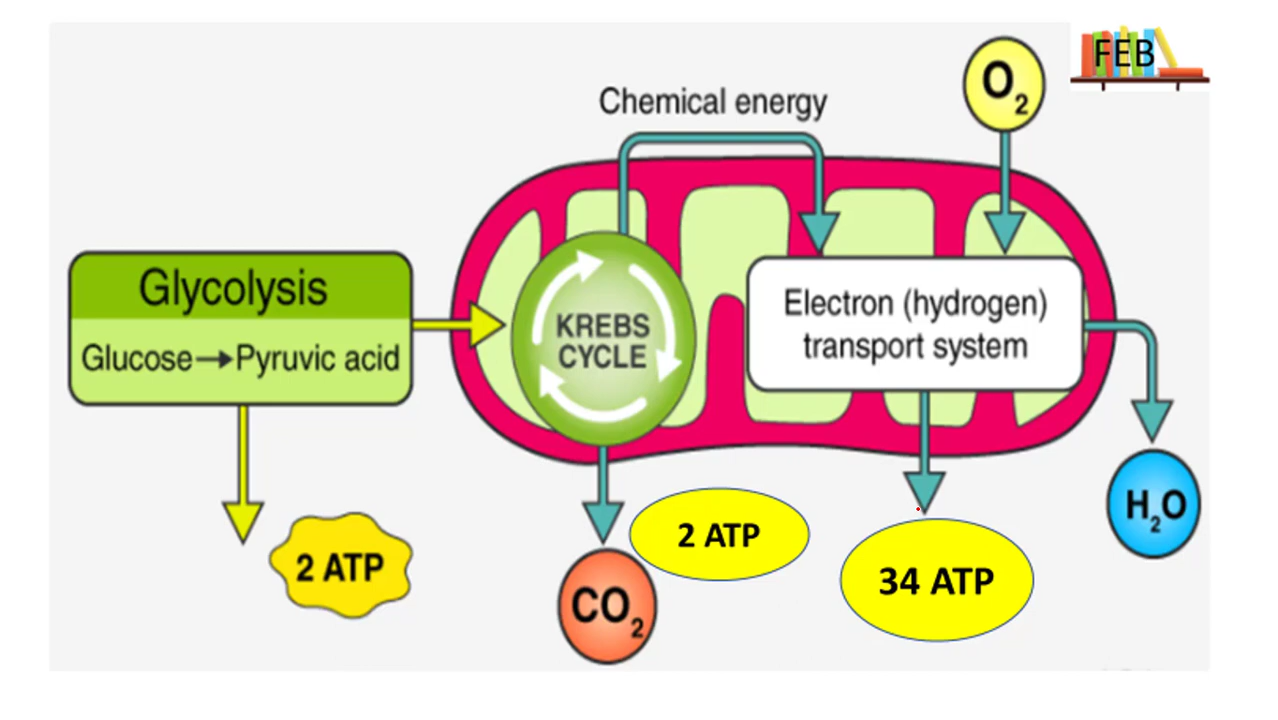 FEB
O₂
Chemical energy
Glycolysis
Glucose→Pyruvic acid
KREBS
CYCLE
Electron (hydrogen)
transport system
2 ATP
CO₂
2 ATP
34 ATP
H₂O